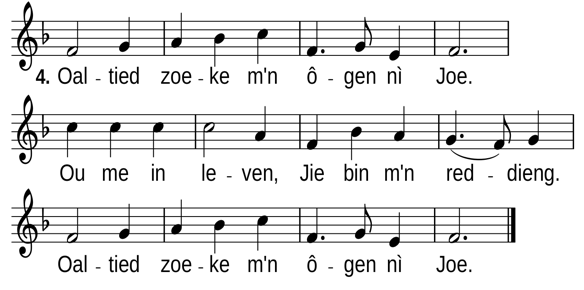 4. Oal - tied zoe - ke m'n ô - gen nì Joe.
Ou me in le - ven, Jie bin m'n red - dieng.
Oal - tied zoe - ke m'n ô - gen nì Joe.